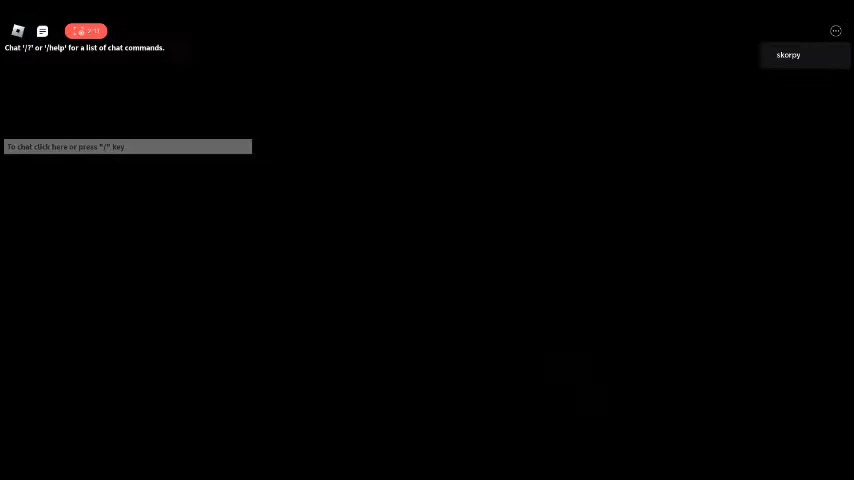 Chat '/?' or '/help' for a list of chat commands.
skorpy
To chat click here or press "/" key